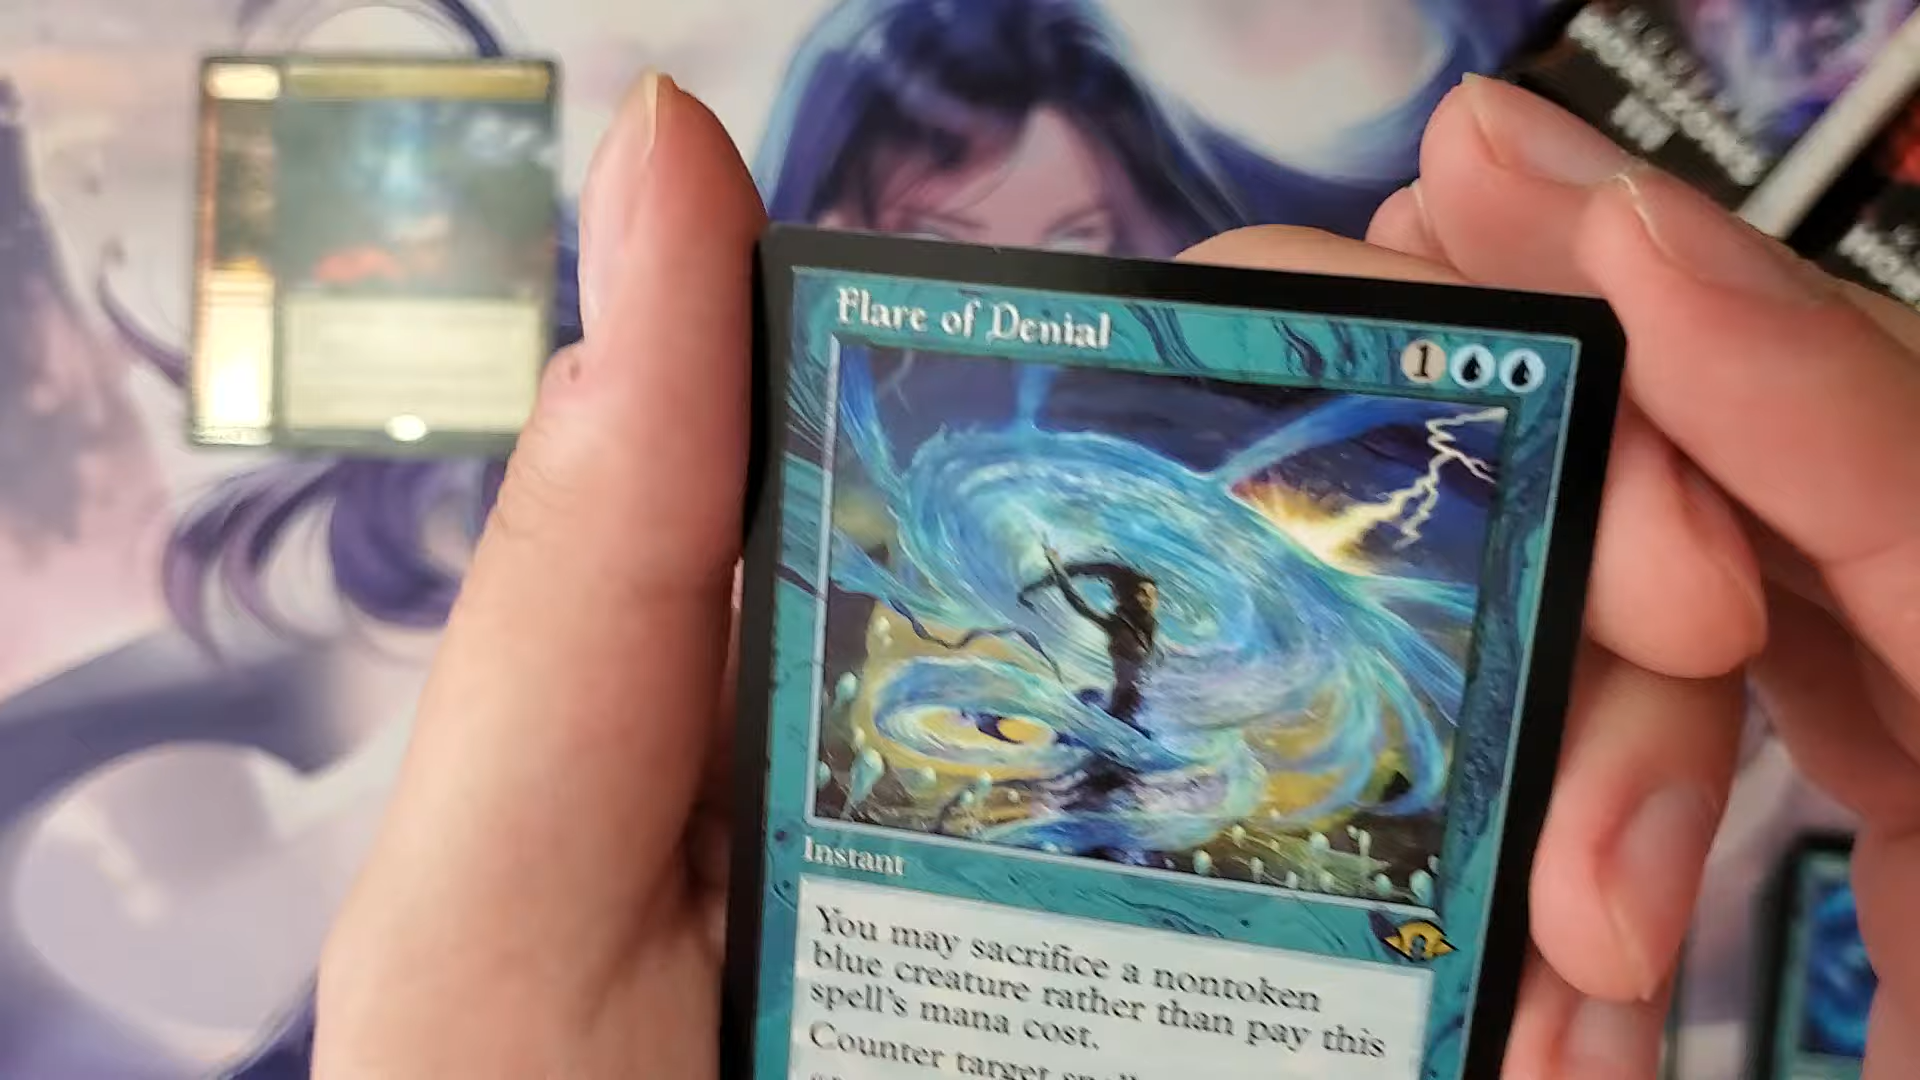 Flare of Denial
1
Instant
You may sacrifice a nontoken
blue creature rather than pay this
spell's mana cost.
Counter target